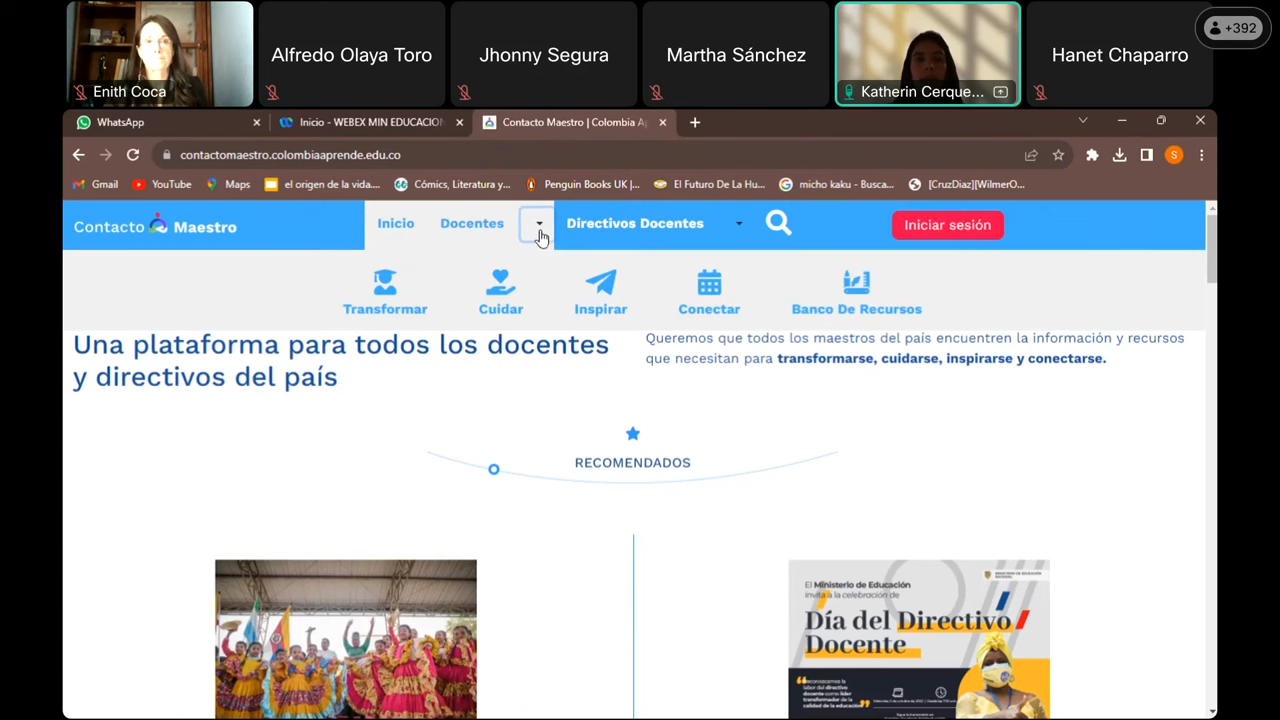 +392
Alfredo Olaya Toro
Jhonny Segura
Martha Sánchez
Hanet Chaparro
Enith Coca
Katherin Cerque...
WhatsApp
Inicio - WEBEX MIN EDUCACION
Contacto Maestro | Colombia Ap
contactomaestro.colombiaaprende.edu.co
Gmail
YouTube
Maps
el origen de la vida....
Cómics, Literatura y...
Penguin Books UK |...
El Futuro De La Hu...
micho kaku - Busca...
[CruzDiaz][WilmerO...
S
Contacto Maestro
Inicio
Docentes
Directivos Docentes
Iniciar sesión
Transformar
Cuidar
Inspirar
Conectar
Banco De Recursos
Una plataforma para todos los docentes
y directivos del país
Queremos que todos los maestros del país encuentren la información y recursos
que necesitan para transformarse, cuidarse, inspirarse y conectarse.
RECOMENDADOS
El Ministerio de Educación
invita a la celebración de
Día del Directivo
Docente